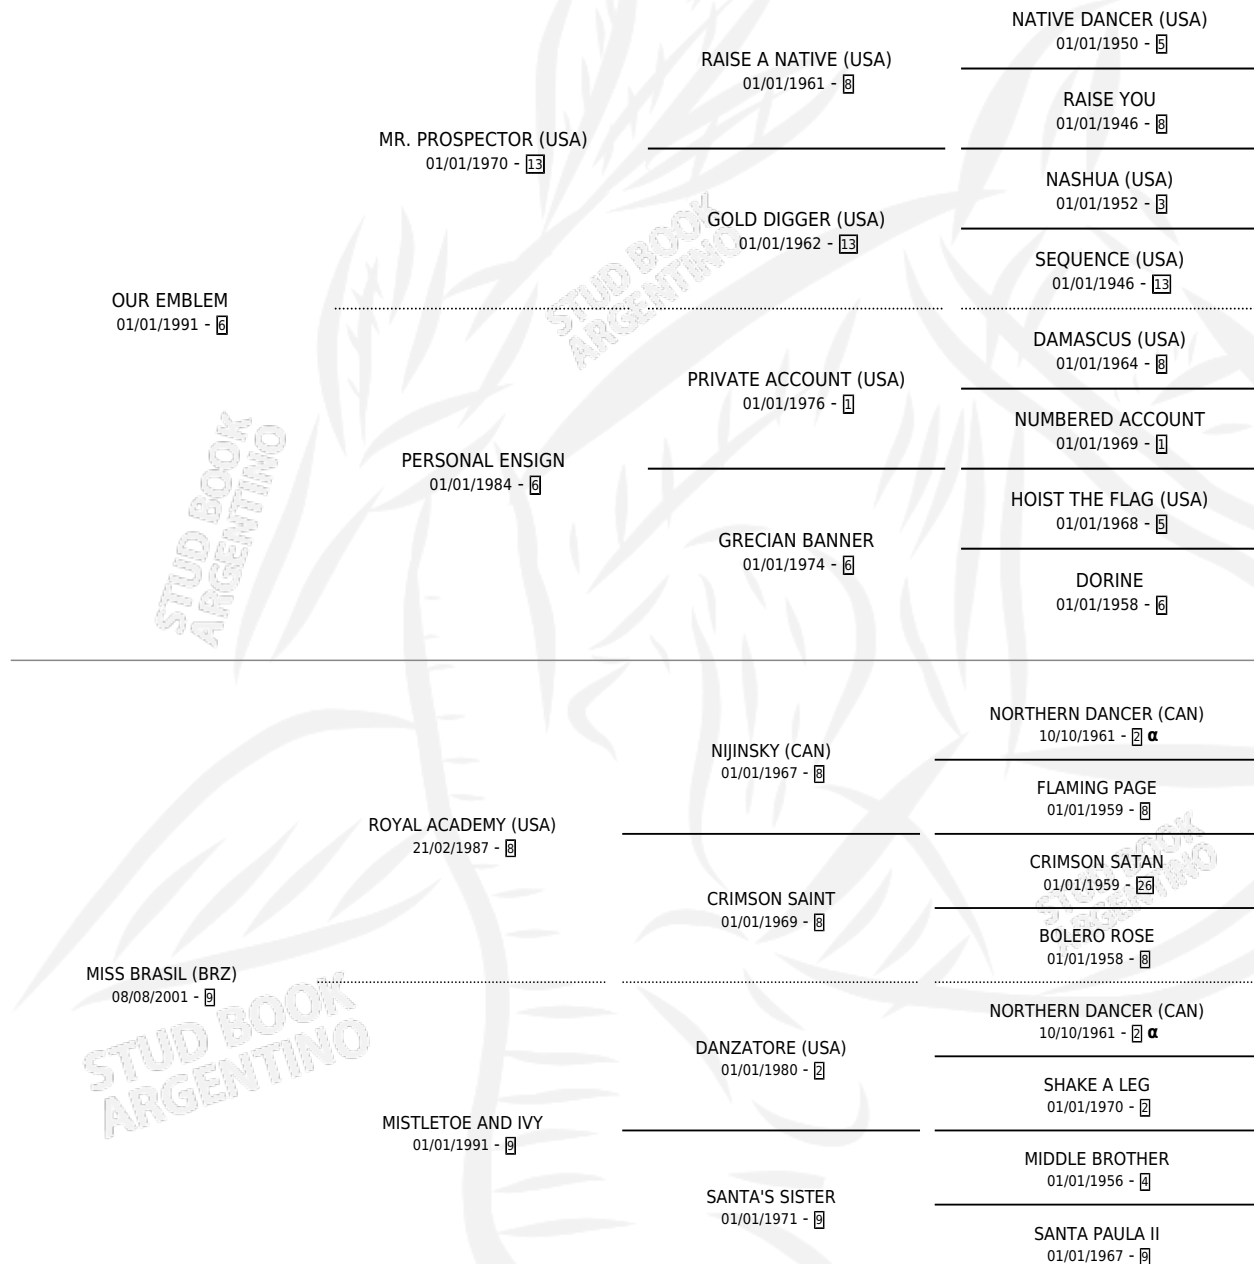 NATIVE DANCER (USA)
01/01/1950 - 5
RAISE A NATIVE (USA)
01/01/1961 - 8
RAISE YOU
01/01/1946 - 8
MR. PROSPECTOR (USA)
01/01/1970 - 13
NASHUA (USA)
01/01/1952 - 3
GOLD DIGGER (USA)
01/01/1962 - 13
SEQUENCE (USA)
01/01/1946 - 13
OUR EMBLEM
01/01/1991 - 6
DAMASCUS (USA)
01/01/1964 - 8
PRIVATE ACCOUNT (USA)
01/01/1976 - 1
NUMBERED ACCOUNT
01/01/1969 - 1
PERSONAL ENSIGN
01/01/1984 - 6
HOIST THE FLAG (USA)
01/01/1968 - 5
GRECIAN BANNER
01/01/1974 - 6
DORINE
01/01/1958 - 6
NORTHERN DANCER (CAN)
10/10/1961 - 2 α
NIJINSKY (CAN)
01/01/1967 - 8
FLAMING PAGE
01/01/1959 - 8
ROYAL ACADEMY (USA)
21/02/1987 - 8
CRIMSON SATAN
01/01/1959 - 26
CRIMSON SAINT
01/01/1969 - 8
BOLERO ROSE
01/01/1958 - 8
MISS BRASIL (BRZ)
08/08/2001 - 9
NORTHERN DANCER (CAN)
10/10/1961 - 2 α
DANZATORE (USA)
01/01/1980 - 2
SHAKE A LEG
01/01/1970 - 2
MISTLETOE AND IVY
01/01/1991 - 9
MIDDLE BROTHER
01/01/1956 - 4
SANTA'S SISTER
01/01/1971 - 9
SANTA PAULA II
01/01/1967 - 9
STUD BOOK
ARGENTINO
STUD BOOK
ARGENTINO
STUD BOOK
ARGENTINO
STUD BOOK
ARGENTINO